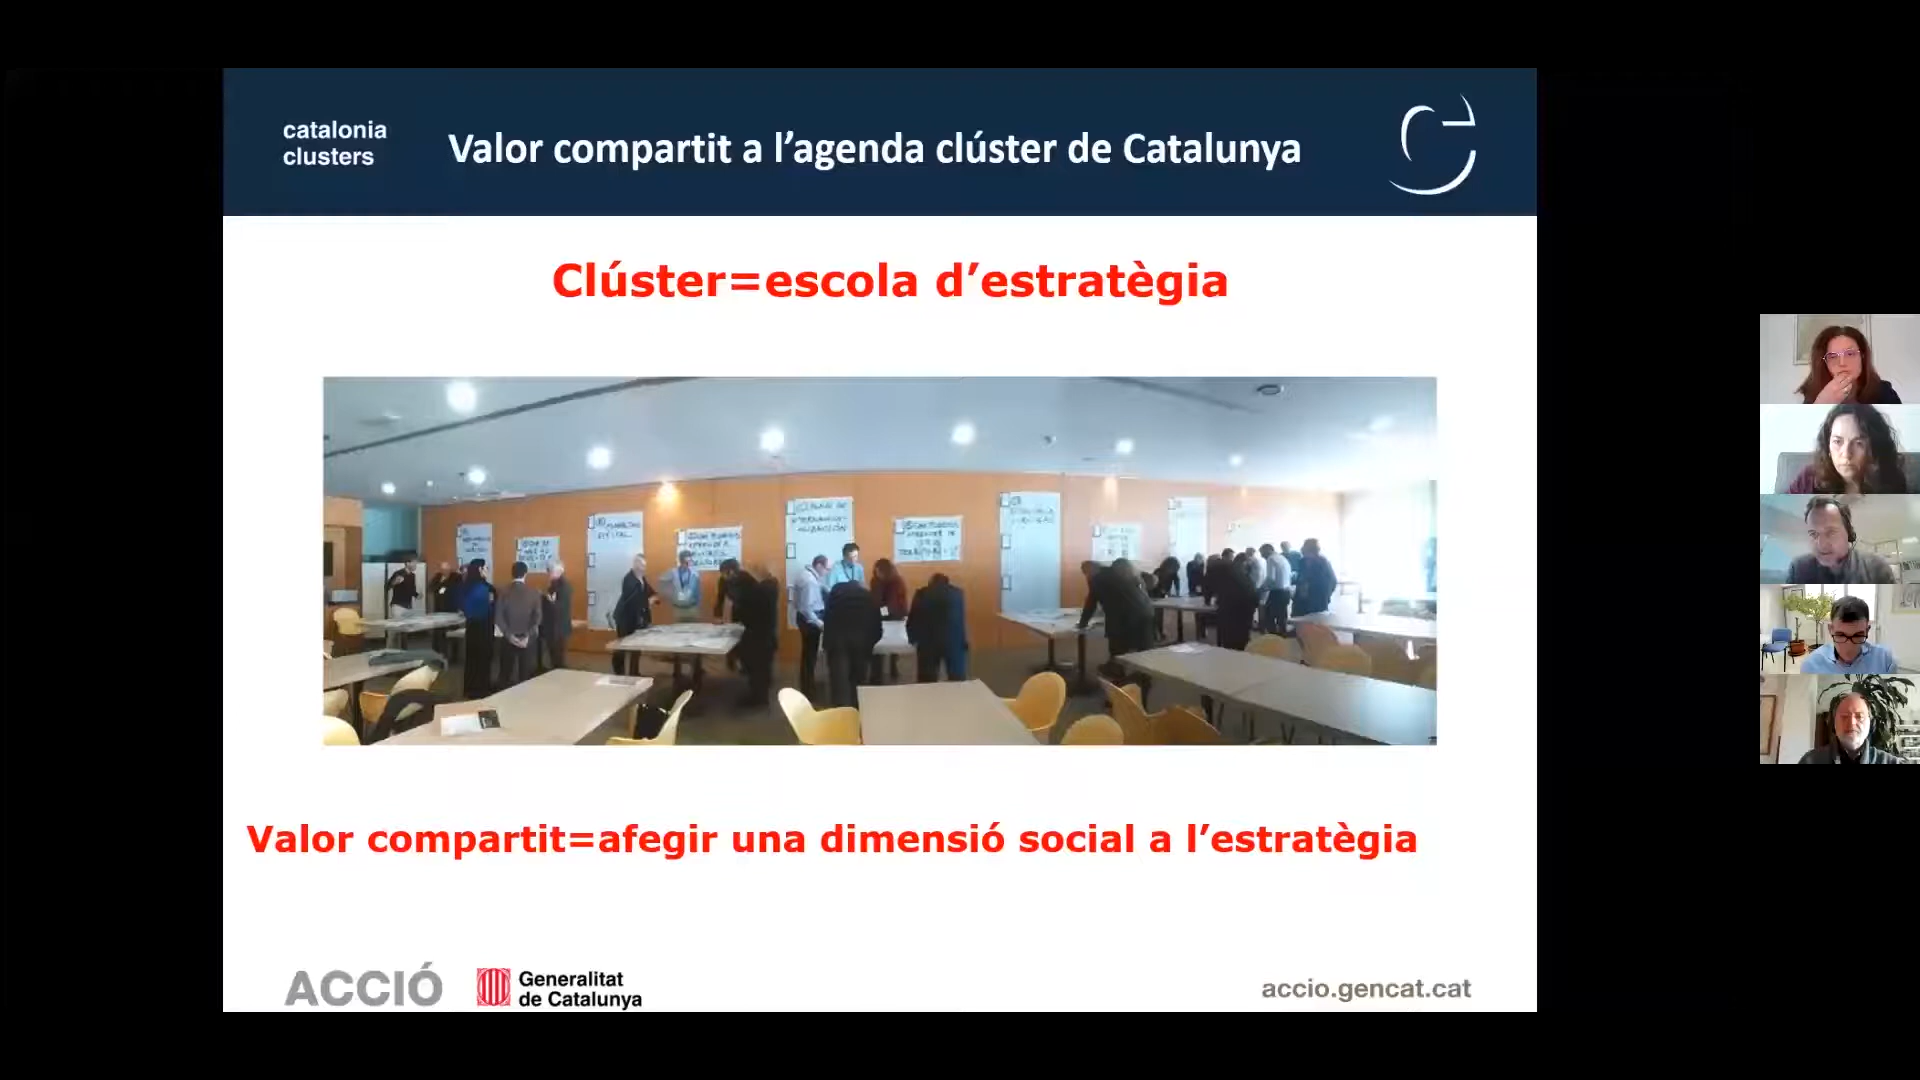 catalonia
clusters
Valor compartit a l’agenda clúster de Catalunya
Clúster=escola d’estratègia
Valor compartit=afegir una dimensió social a l’estratègia
ACCIÓ
Generalitat
de Catalunya
accio.gencat.cat